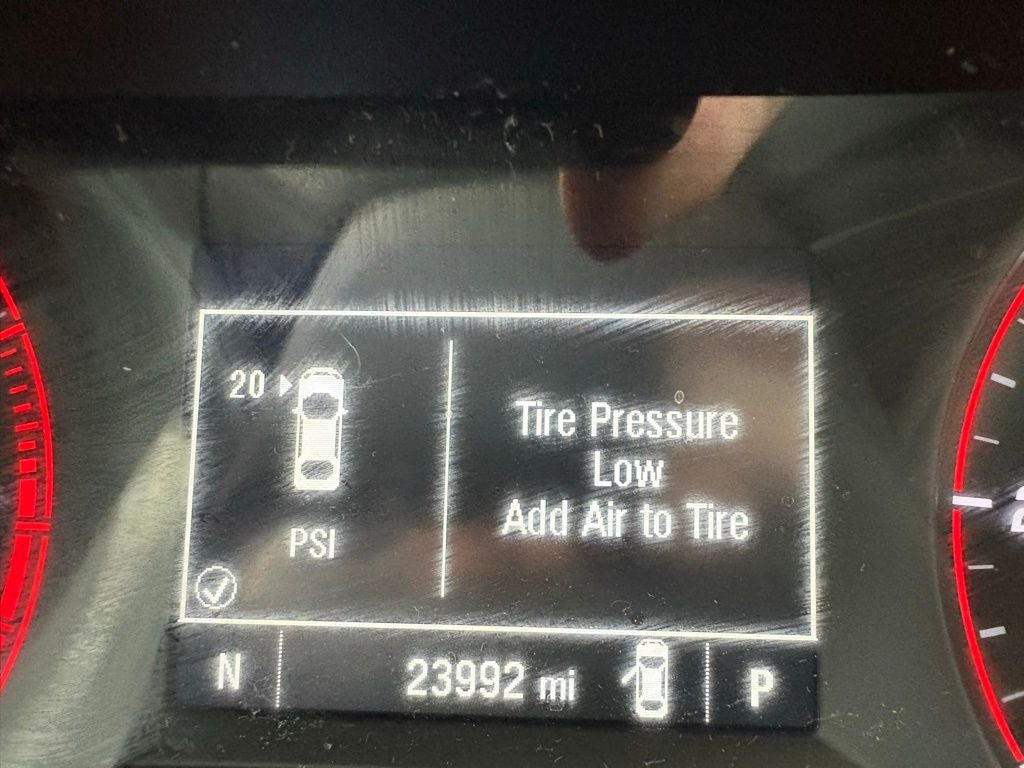 20
PSI
Tire Pressure
Low
Add Air to Tire
N
23992 mi
P